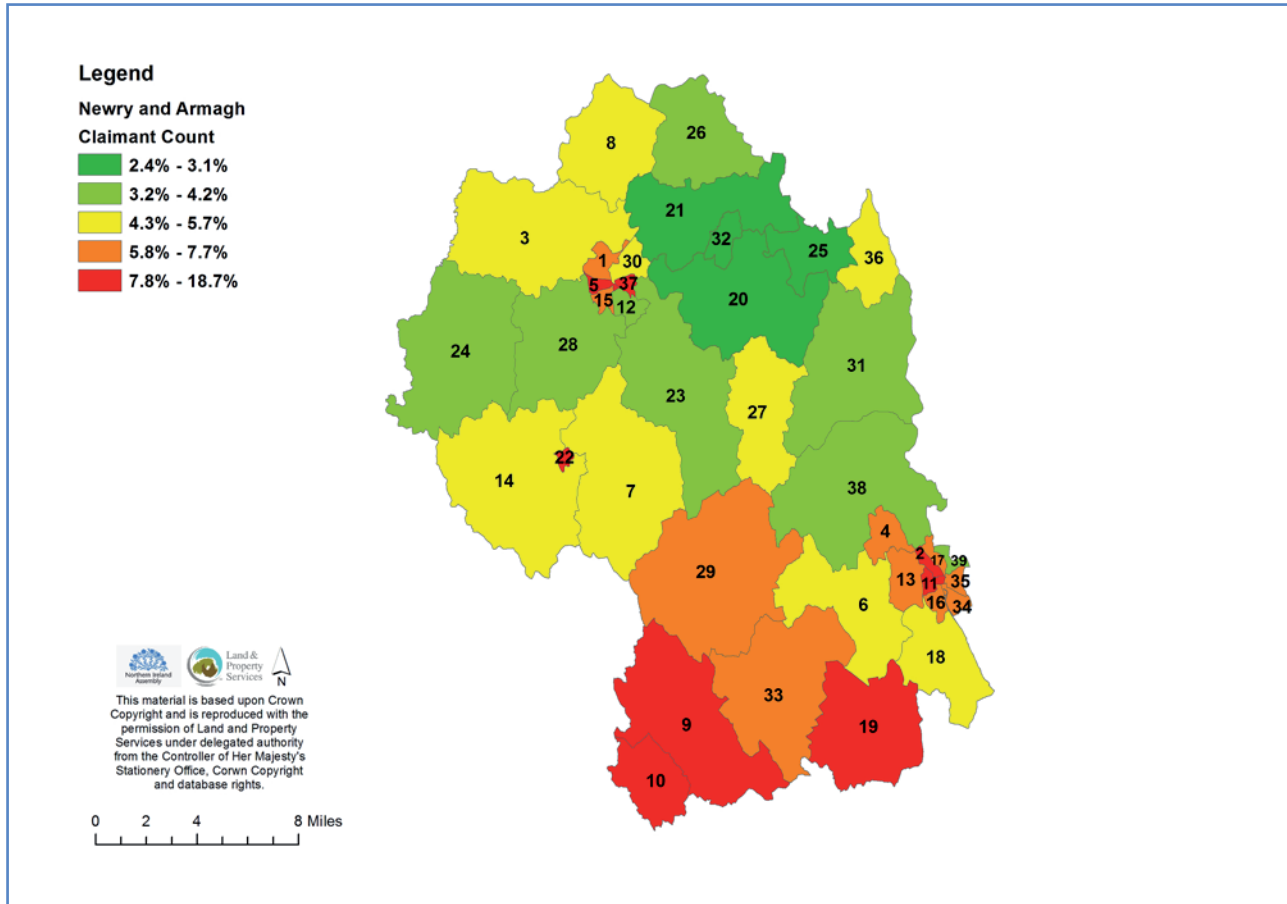 Legend
Newry and Armagh
Claimant Count
2.4% - 3.1%
3.2% - 4.2%
4.3% - 5.7%
5.8% - 7.7%
7.8% - 18.7%
8
26
3
21
32
25
36
1
30
5
37
15
12
20
24
28
23
31
27
22
14
7
38
4
2
17
39
29
13
11
35
6
16
34
18
33
9
19
10
Northern Ireland
Assembly
Land &
Property
Services
N
This material is based upon Crown
Copyright and is reproduced with the
permission of Land and Property
Services under delegated authority
from the Controller of Her Majesty's
Stationery Office, Corwn Copyright
and database rights.
0 2 4 8 Miles